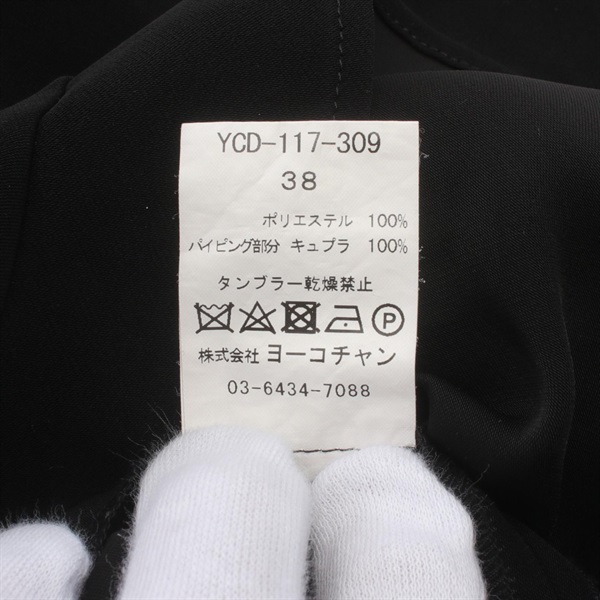 YCD-117-309
38
ポリエステル 100%
パイピング部分 キュプラ 100%
タンブラー乾燥禁止
P
株式会社 ヨーコチャン
03-6434-7088